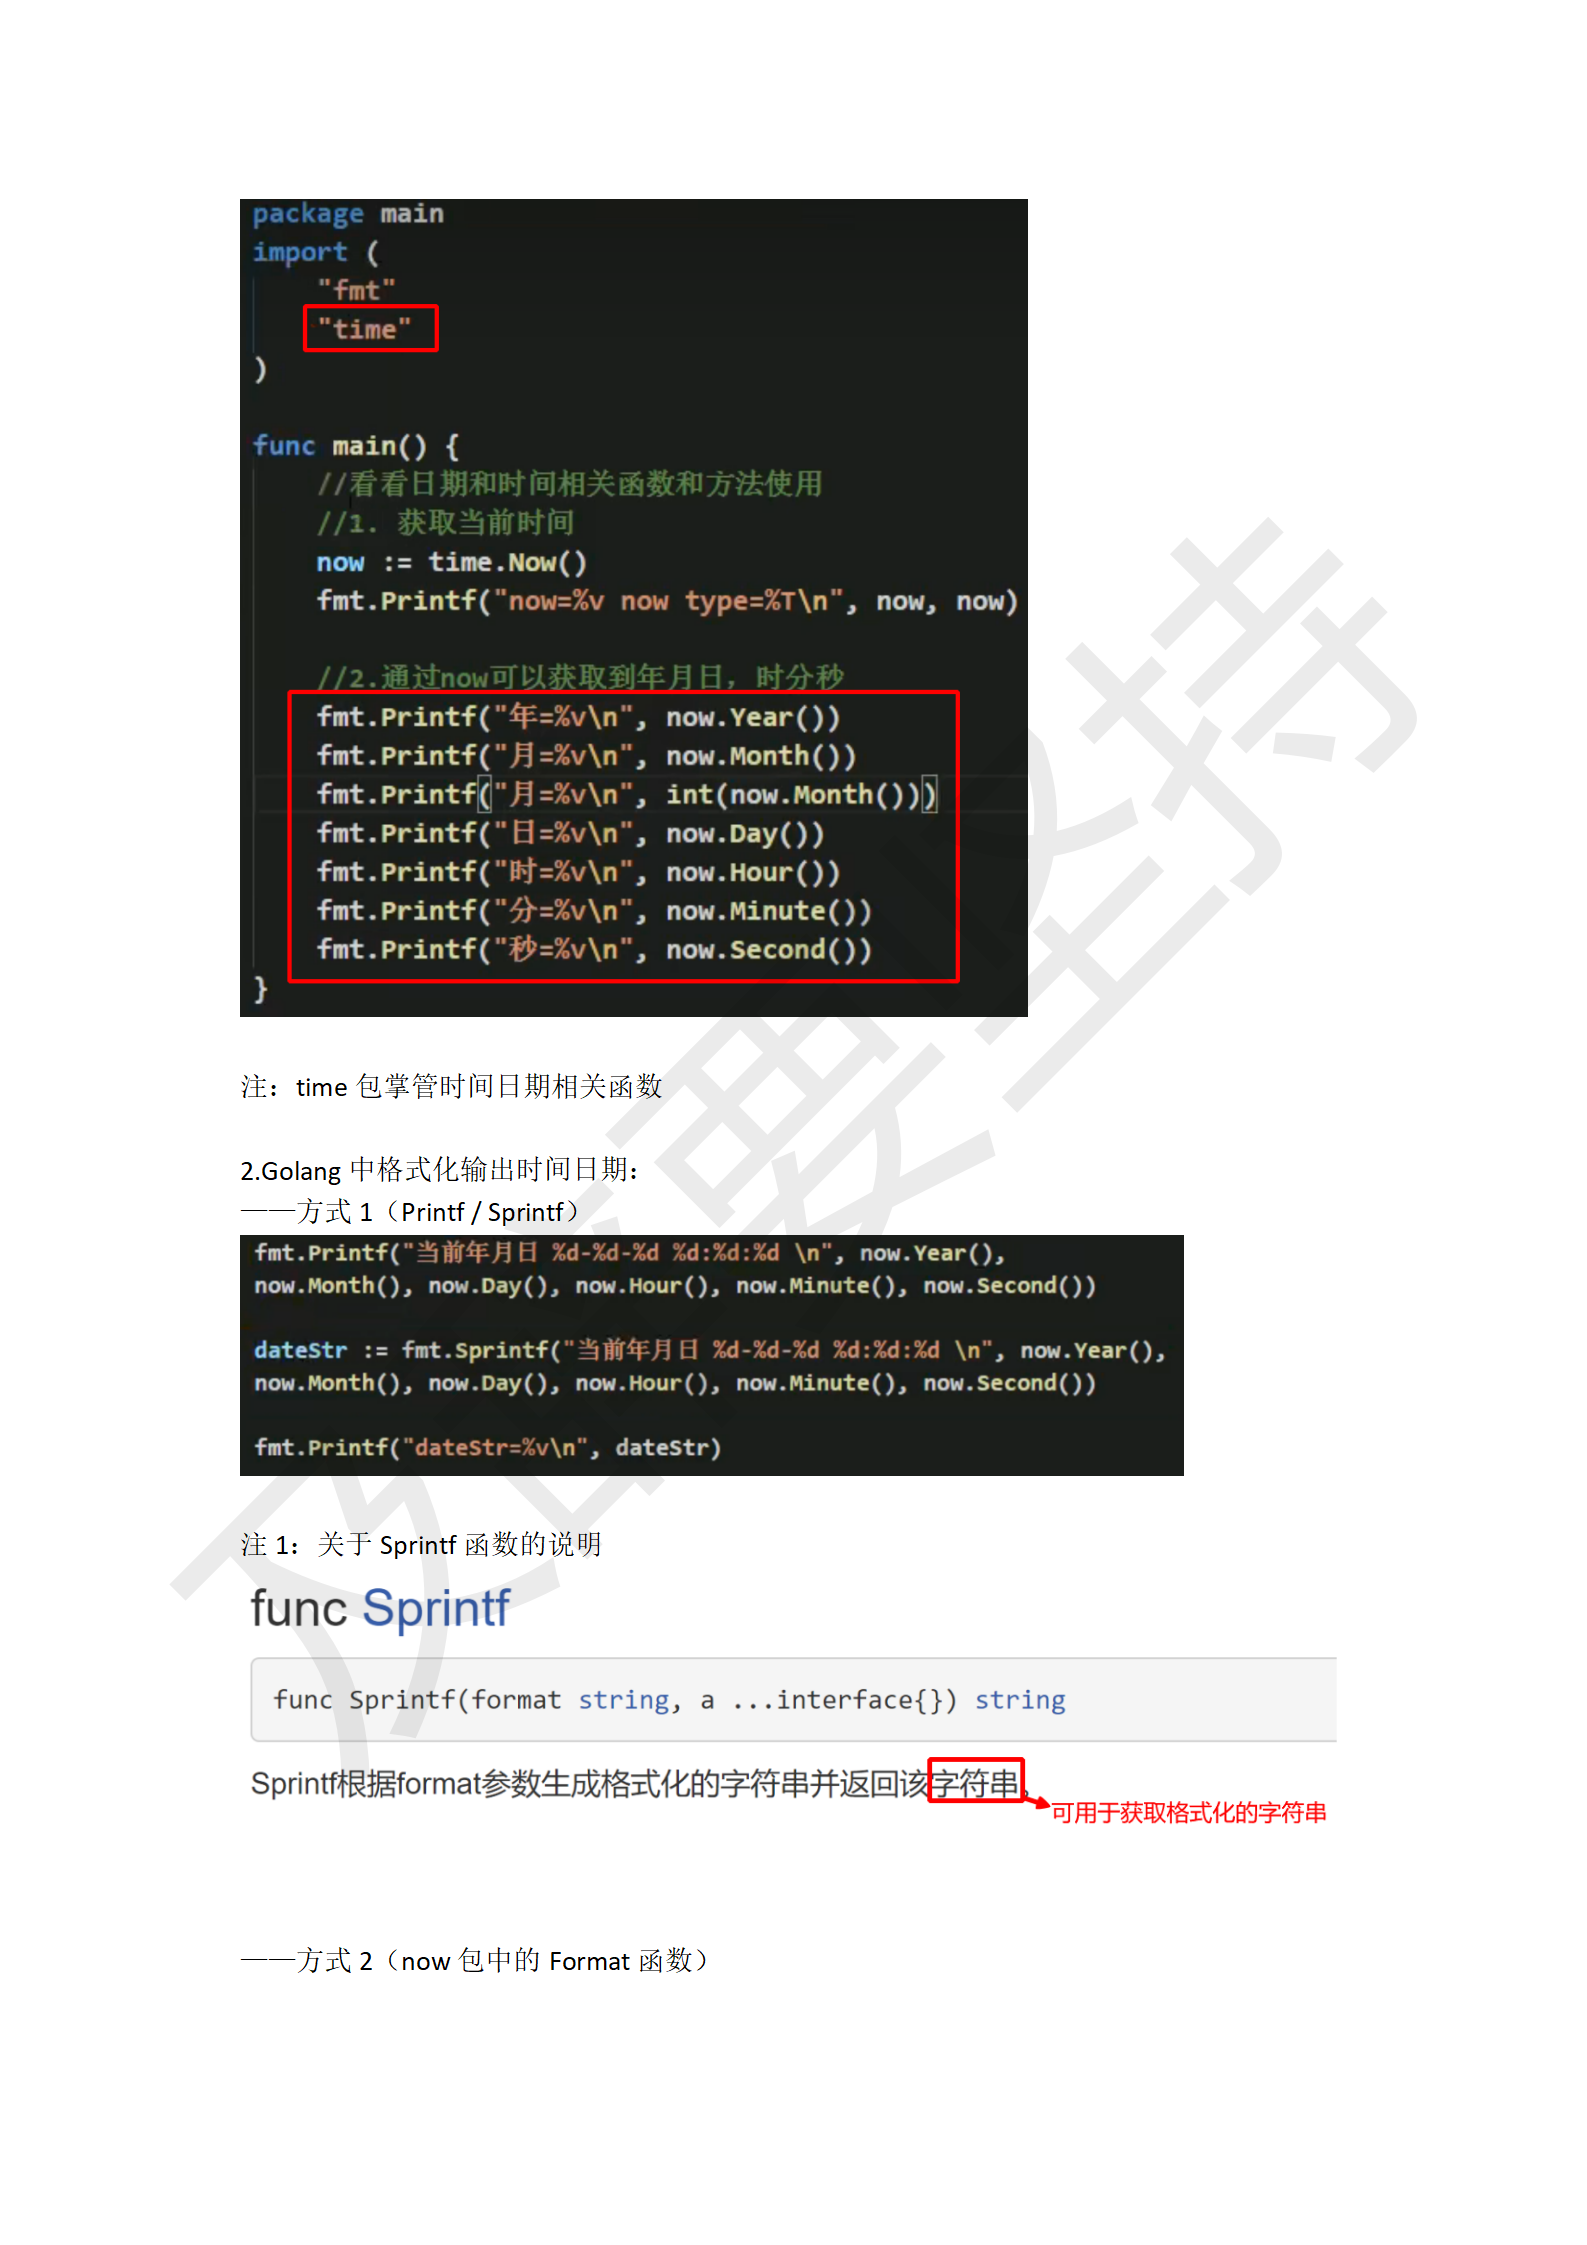 package main
import (
"fmt"
"time"
)
func main() {
//看看日期和时间相关函数和方法使用
//1. 获取当前时间
now := time.Now()
fmt.Printf("now=%v now type=%T\n", now, now)
//2.通过now可以获取到年月日，时分秒
fmt.Printf("年=%v\n", now.Year())
fmt.Printf("月=%v\n", now.Month())
fmt.Printf("月=%v\n", int(now.Month()))
fmt.Printf("日=%v\n", now.Day())
fmt.Printf("时=%v\n", now.Hour())
fmt.Printf("分=%v\n", now.Minute())
fmt.Printf("秒=%v\n", now.Second())
}
注：time 包掌管时间日期相关函数
2.Golang 中格式化输出时间日期：
——方式 1（Printf / Sprintf）
fmt.Printf("当前年月日 %d-%d-%d %d:%d:%d \n", now.Year(),
now.Month(), now.Day(), now.Hour(), now.Minute(), now.Second())
dateStr := fmt.Sprintf("当前年月日 %d-%d-%d %d:%d:%d \n", now.Year(),
now.Month(), now.Day(), now.Hour(), now.Minute(), now.Second())
fmt.Printf("dateStr=%v\n", dateStr)
注 1：关于 Sprintf 函数的说明
func Sprintf
func Sprintf(format string, a ...interface{}) string
Sprintf根据format参数生成格式化的字符串并返回该字符串。
可用于获取格式化的字符串
——方式 2（now 包中的 Format 函数）